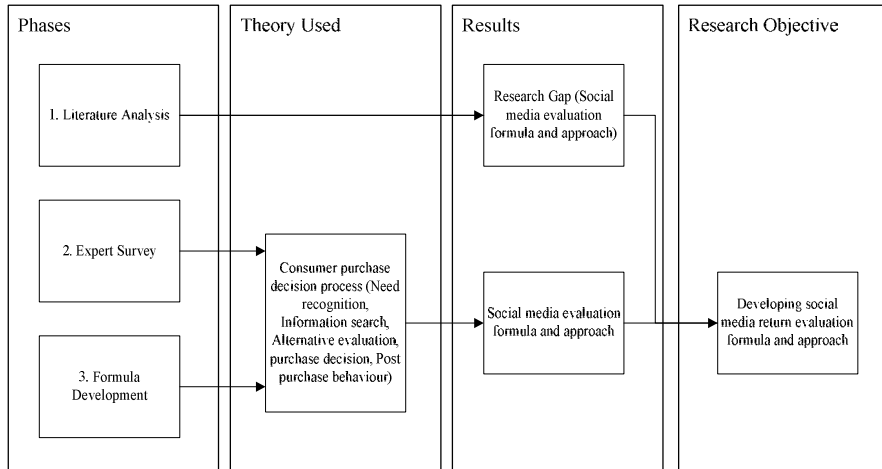 Phases
Theory Used
Results
Research Objective
1. Literature Analysis
Research Gap (Social
media evaluation
formula and approach)
2. Expert Survey
Consumer purchase
decision process (Need
recognition,
Information search,
Alternative evaluation,
purchase decision, Post
purchase behaviour)
Social media evaluation
formula and approach
Developing social
media return evaluation
formula and approach
3. Formula
Development